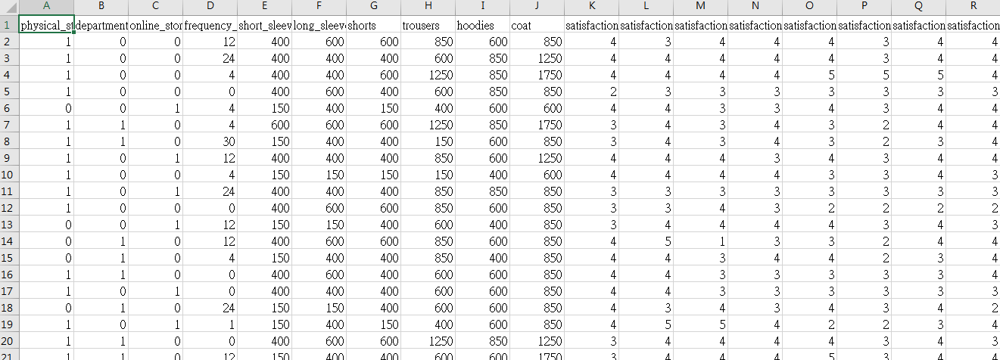 A B C D E F G H I J K L M N O P Q R
1 physical_st department online_stor frequency_ short_sleev long_sleeve shorts trousers hoodies coat satisfaction satisfaction satisfaction satisfaction satisfaction satisfaction satisfaction satisfaction
2 1 0 0 12 400 600 600 850 600 850 4 3 4 4 4 3 4 4
3 1 0 0 24 400 400 400 600 850 1250 4 4 4 4 4 3 4 4
4 1 0 0 4 400 400 600 1250 850 1750 4 4 4 4 5 5 5 4
5 1 0 0 0 400 600 400 600 850 850 2 3 3 3 3 3 3 3
6 0 0 1 4 150 400 150 400 600 600 4 4 3 3 4 3 4 4
7 1 1 0 4 600 600 600 1250 850 1750 3 4 3 4 3 2 4 4
8 1 1 0 30 150 400 400 150 600 850 3 4 3 4 3 2 3 4
9 1 0 1 12 400 400 400 850 600 1250 4 4 4 3 4 3 4 4
10 1 0 0 4 150 150 150 150 400 600 4 4 4 4 3 3 4 3
11 1 0 1 24 400 400 400 850 850 850 3 3 3 3 3 3 3 3
12 1 0 0 0 400 600 600 850 600 850 3 3 4 3 2 2 2 2
13 0 0 1 12 150 150 400 600 400 850 3 4 4 4 4 3 4 3
14 0 1 0 12 400 600 600 850 600 850 4 5 1 3 3 2 4 4
15 0 1 0 4 150 400 400 850 400 850 4 4 3 4 4 2 3 4
16 1 1 0 0 400 600 400 600 600 850 4 4 3 3 3 3 3 4
17 1 0 1 0 400 400 400 600 600 850 4 4 3 3 3 3 3 3
18 0 1 0 24 150 150 400 600 600 850 4 3 4 3 4 3 4 2
19 1 0 1 1 150 400 150 400 600 850 4 5 5 4 2 2 3 4
20 1 1 0 0 400 600 600 1250 850 1250 3 4 4 4 4 3 4 3
21 1 1 0 12 150 400 400 600 600 1750 3 4 4 4 5 3 4 4